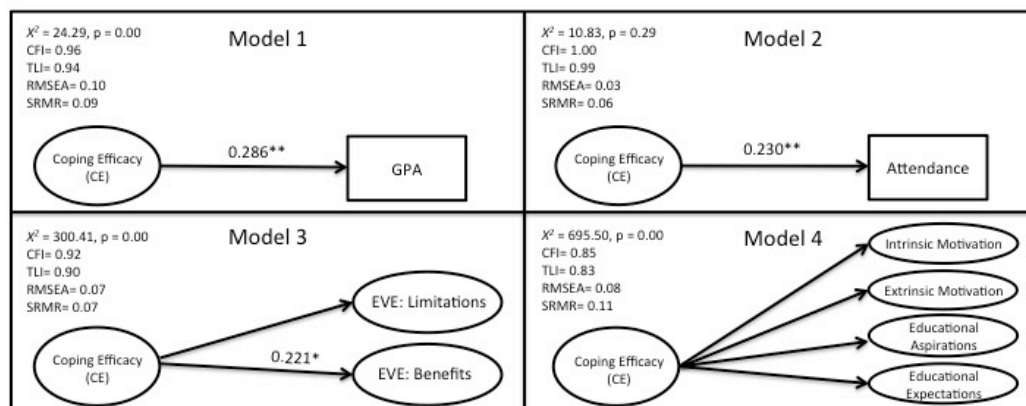 Model 1
X² = 24.29, p = 0.00
CFI= 0.96
TLI= 0.94
RMSEA= 0.10
SRMR= 0.09
Coping Efficacy
(CE)
0.286**
GPA
Model 2
X² = 10.83, p = 0.29
CFI= 1.00
TLI= 0.99
RMSEA= 0.03
SRMR= 0.06
Coping Efficacy
(CE)
0.230**
Attendance
Model 3
X² = 300.41, p = 0.00
CFI= 0.92
TLI= 0.90
RMSEA= 0.07
SRMR= 0.07
Coping Efficacy
(CE)
EVE: Limitations
0.221*
EVE: Benefits
Model 4
X² = 695.50, p = 0.00
CFI= 0.85
TLI= 0.83
RMSEA= 0.08
SRMR= 0.11
Coping Efficacy
(CE)
Intrinsic Motivation
Extrinsic Motivation
Educational
Aspirations
Educational
Expectations